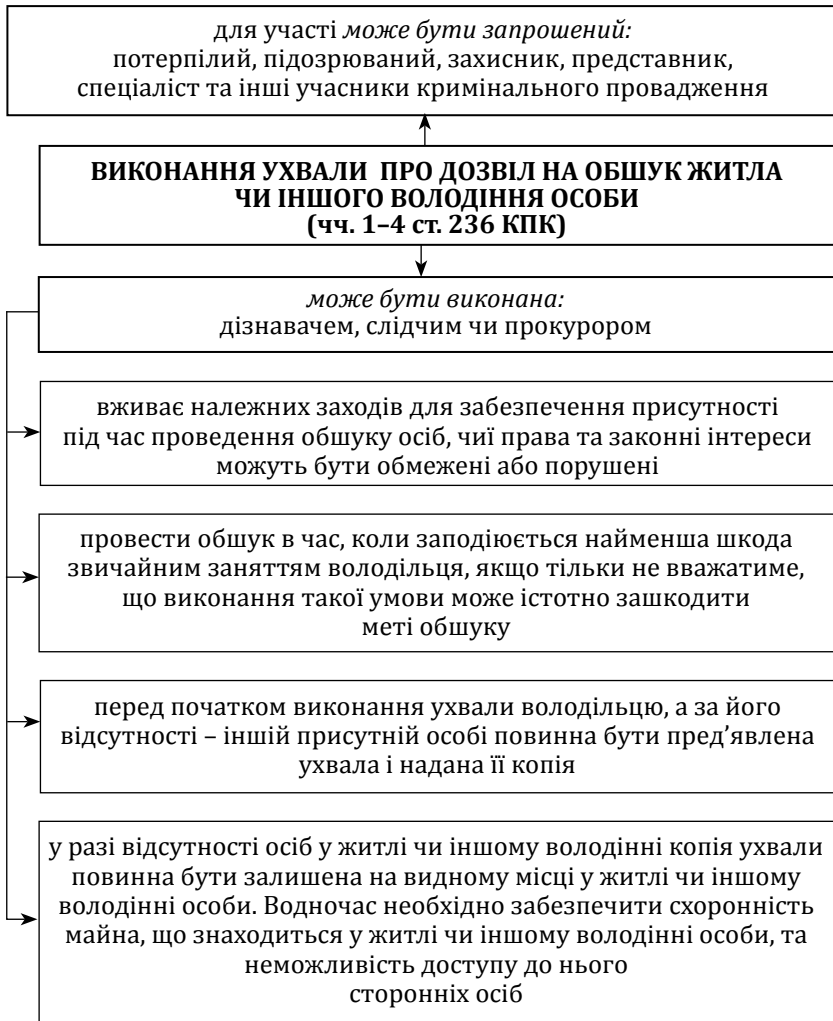 для участі може бути запрошений:
потерпілий, підозрюваний, захисник, представник,
спеціаліст та інші учасники кримінального провадження
ВИКОНАННЯ УХВАЛИ ПРО ДОЗВІЛ НА ОБШУК ЖИТЛА
ЧИ ІНШОГО ВОЛОДІННЯ ОСОБИ
(чч. 1–4 ст. 236 КПК)
може бути виконана:
дізнавачем, слідчим чи прокурором
вживає належних заходів для забезпечення присутності
під час проведення обшуку осіб, чиї права та законні інтереси
можуть бути обмежені або порушені
провести обшук в час, коли заподіюється найменша шкода
звичайним заняттям володільця, якщо тільки не вважатиме,
що виконання такої умови може істотно зашкодити
меті обшуку
перед початком виконання ухвали володільцю, а за його
відсутності – іншій присутній особі повинна бути пред’явлена
ухвала і надана її копія
у разі відсутності осіб у житлі чи іншому володінні копія ухвали
повинна бути залишена на видному місці у житлі чи іншому
володінні особи. Водночас необхідно забезпечити схоронність
майна, що знаходиться у житлі чи іншому володінні особи, та
неможливість доступу до нього
сторонніх осіб